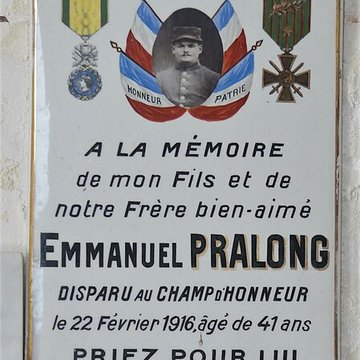 HONNEUR PATRIE
A LA MÉMOIRE
de mon Fils et de
notre Frère bien-aimé
EMMANUEL PRALONG
DISPARU AU CHAMP D'HONNEUR
le 22 Février 1916, âgé de 41 ans
PRIEZ POUR LUI